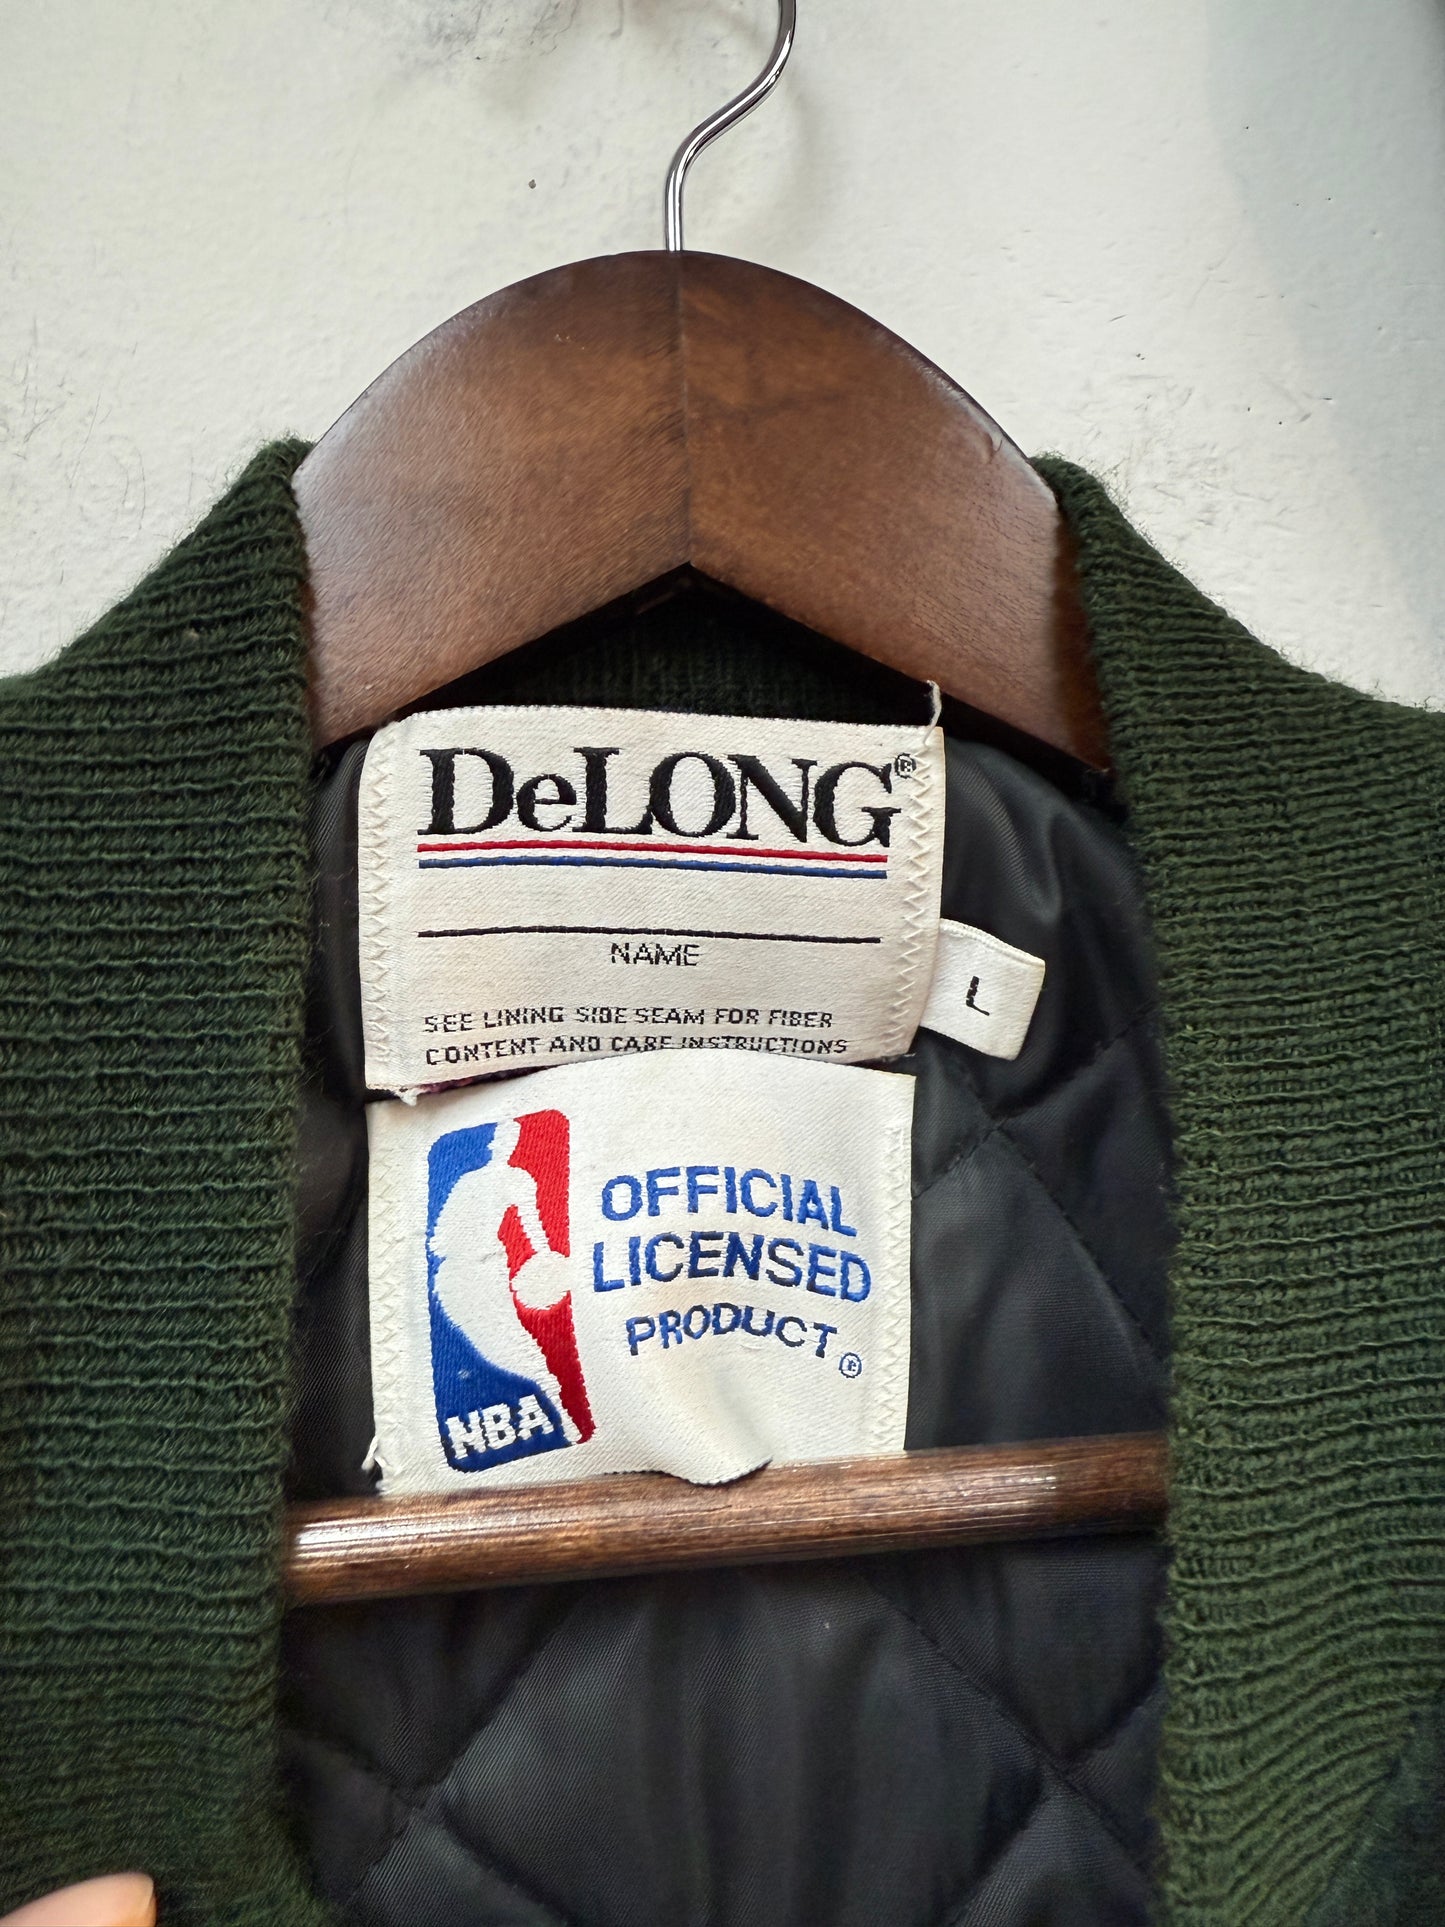 DeLONG®
NAME
SEE LINING SIDE SEAM FOR FIBER
CONTENT AND CARE INSTRUCTIONS
L
OFFICIAL
LICENSED
PRODUCT®
NBA